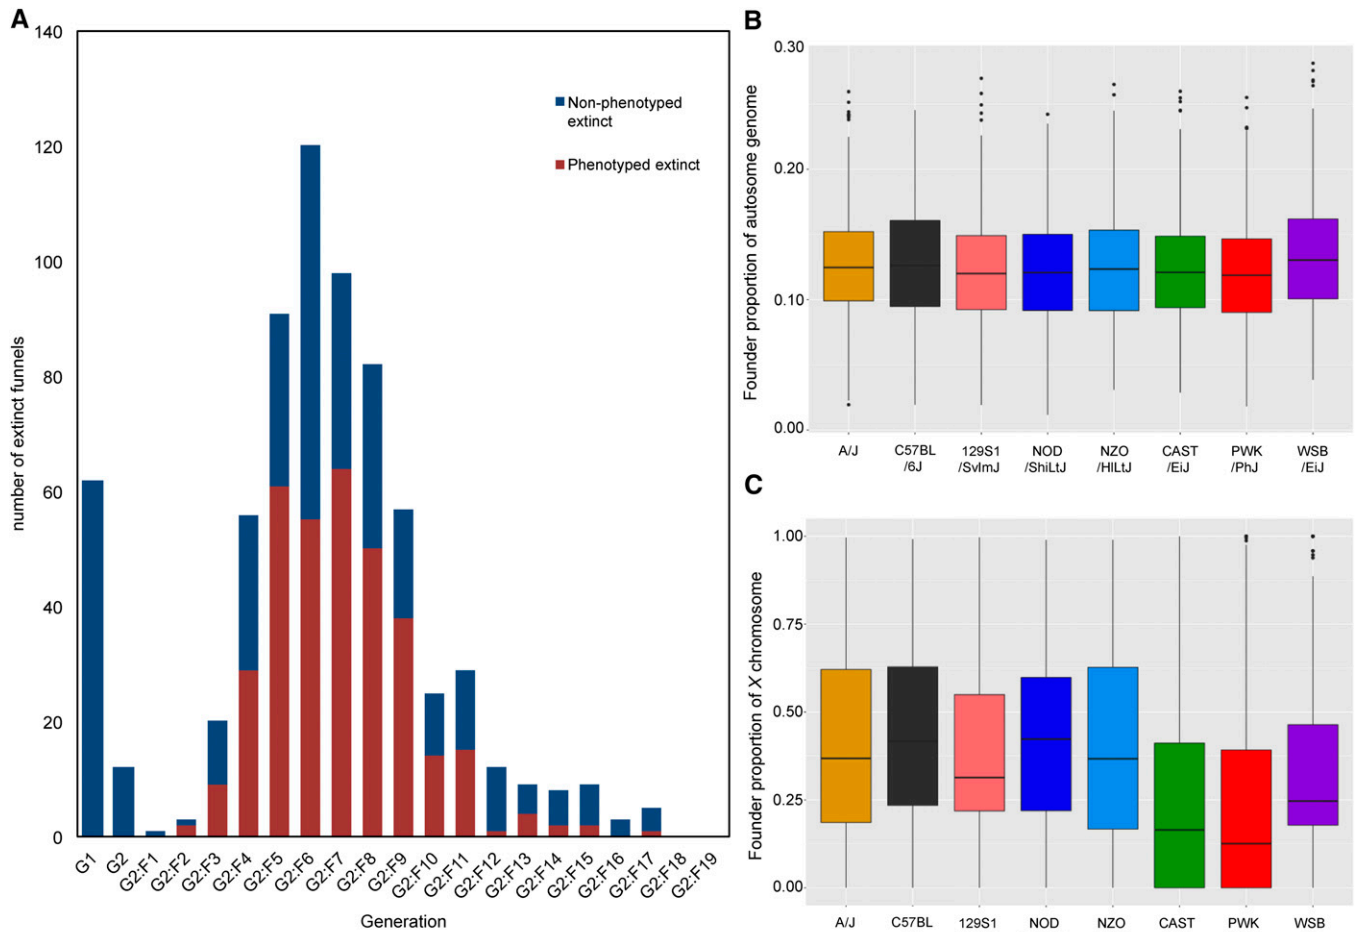 A
140
120
100
80
60
40
20
0
number of extinct funnels
Non-phenotyped
extinct
Phenotyped extinct
G1
G2
G2:F1
G2:F2
G2:F3
G2:F4
G2:F5
G2:F6
G2:F7
G2:F8
G2:F9
G2:F10
G2:F11
G2:F12
G2:F13
G2:F14
G2:F15
G2:F16
G2:F17
G2:F18
G2:F19
Generation
B
0.30
0.20
0.10
0.00
Founder proportion of autosome genome
A/J
C57BL
/6J
129S1
/SvImJ
NOD
/ShiLtJ
NZO
/HILtJ
CAST
/EiJ
PWK
/PhJ
WSB
/EiJ
C
1.00
0.75
0.50
0.25
0.00
Founder proportion of X chromosome
A/J
C57BL
129S1
NOD
NZO
CAST
PWK
WSB